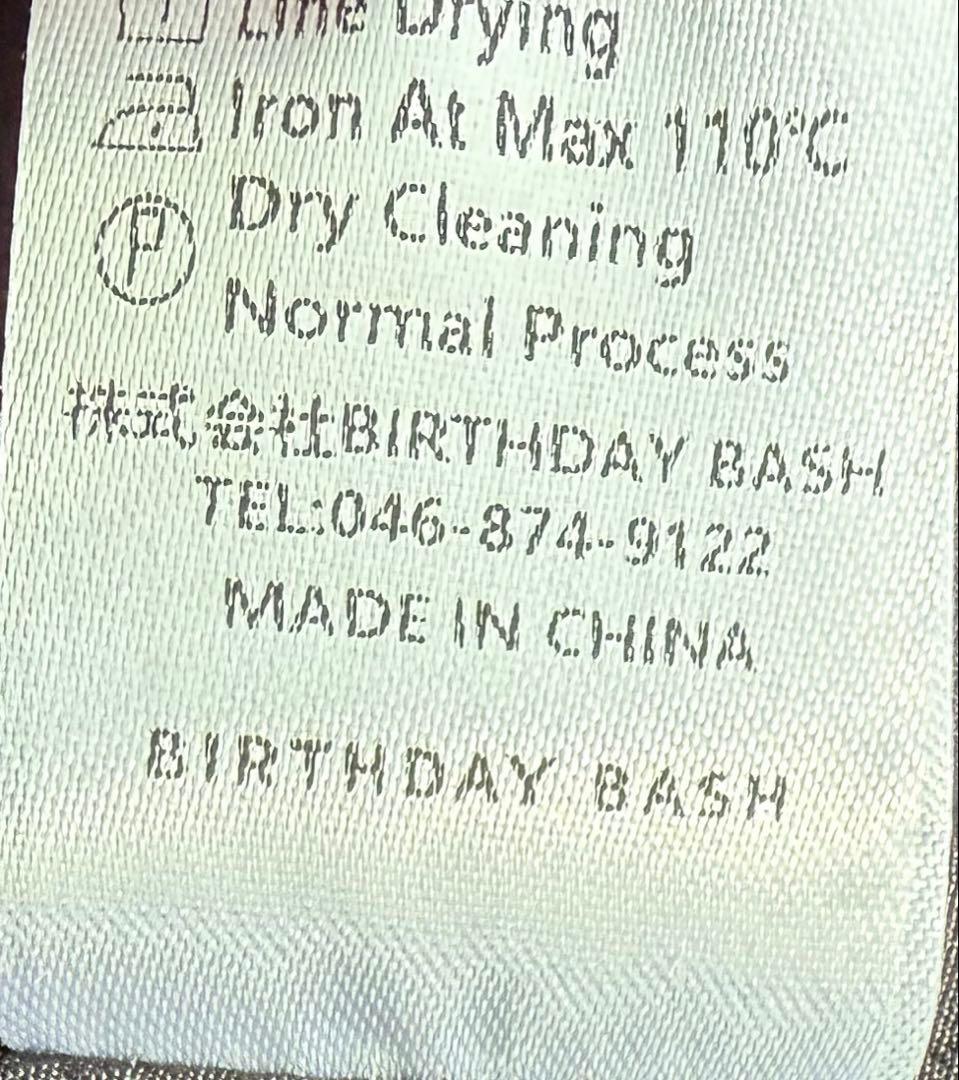 Line Drying
Iron At Max 110°C
P Dry Cleaning
Normal Process
株式会社BIRTHDAY BASH
TEL:046-874-9122
MADE IN CHINA
BIRTHDAY BASH